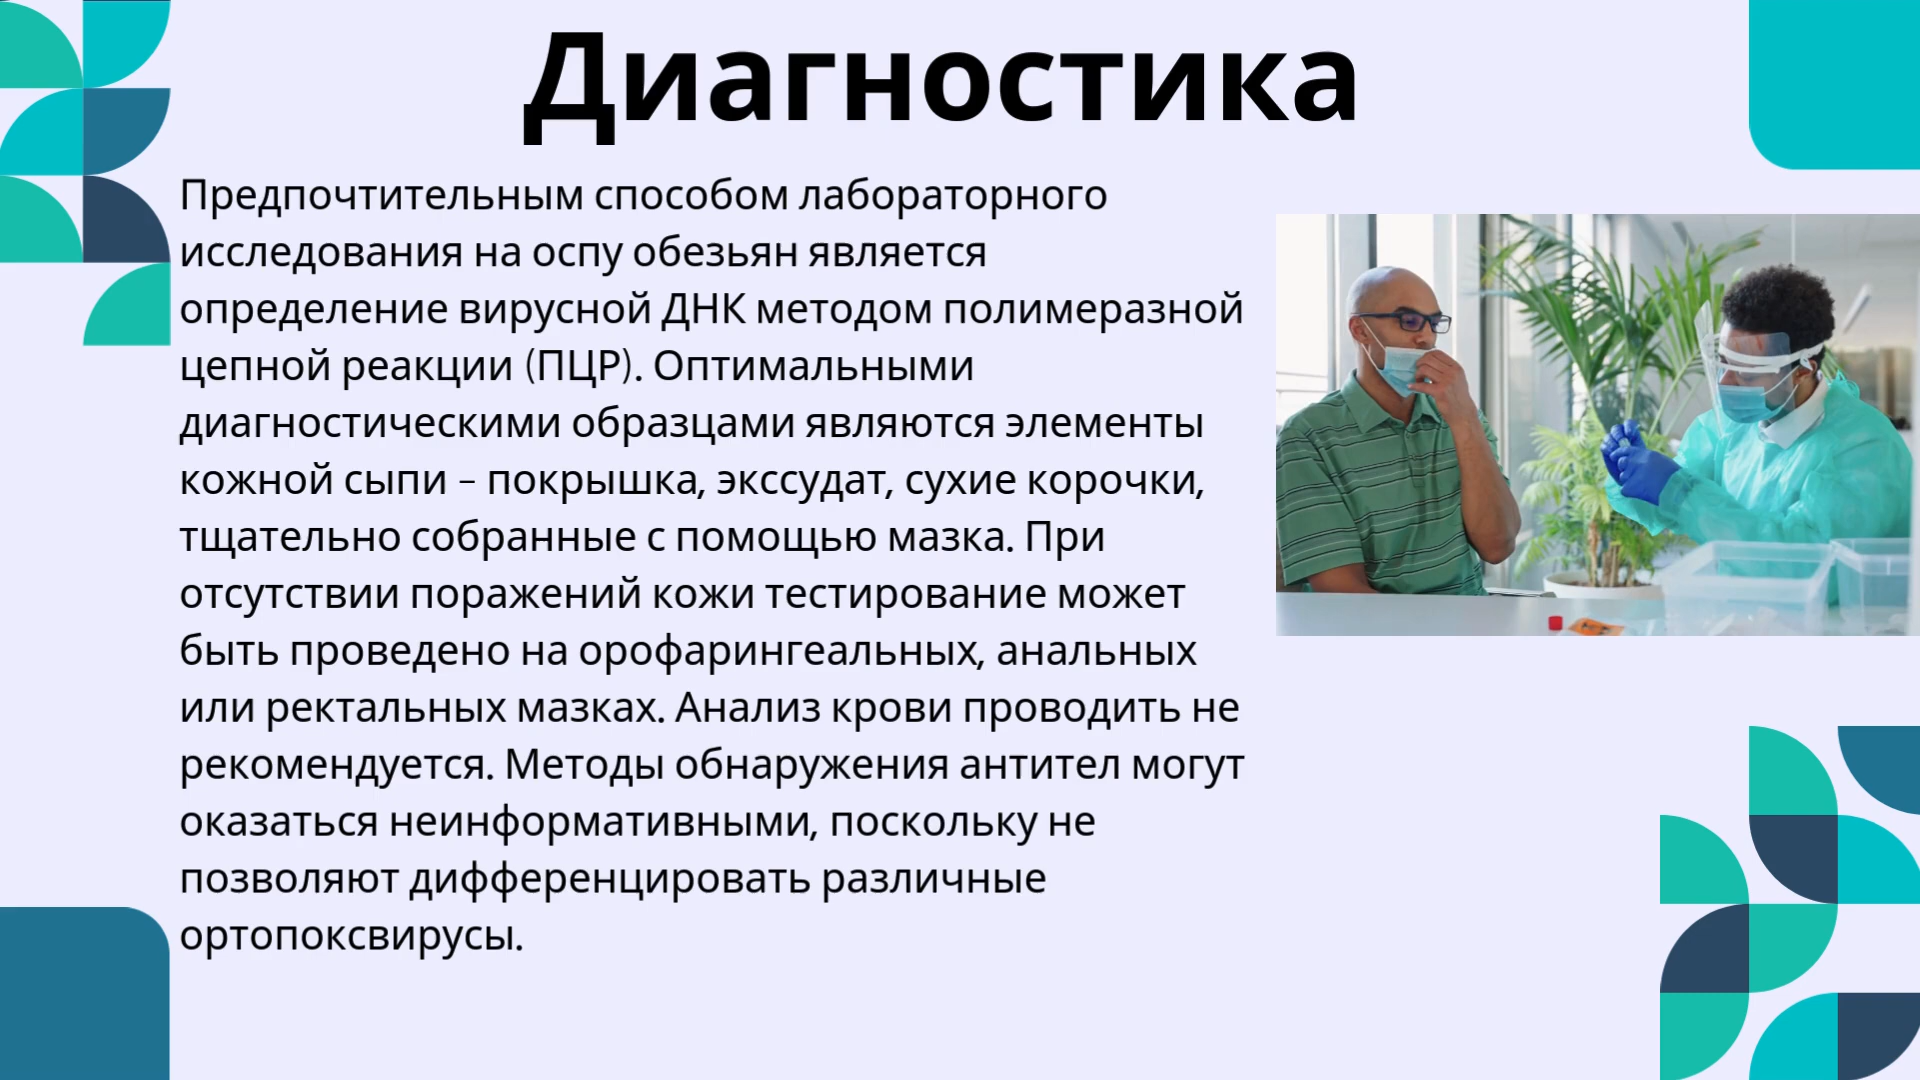 Диагностика
Предпочтительным способом лабораторного
исследования на оспу обезьян является
определение вирусной ДНК методом полимеразной
цепной реакции (ПЦР). Оптимальными
диагностическими образцами являются элементы
кожной сыпи – покрышка, экссудат, сухие корочки,
тщательно собранные с помощью мазка. При
отсутствии поражений кожи тестирование может
быть проведено на орофарингеальных, анальных
или ректальных мазках. Анализ крови проводить не
рекомендуется. Методы обнаружения антител могут
оказаться неинформативными, поскольку не
позволяют дифференцировать различные
ортопоксвирусы.